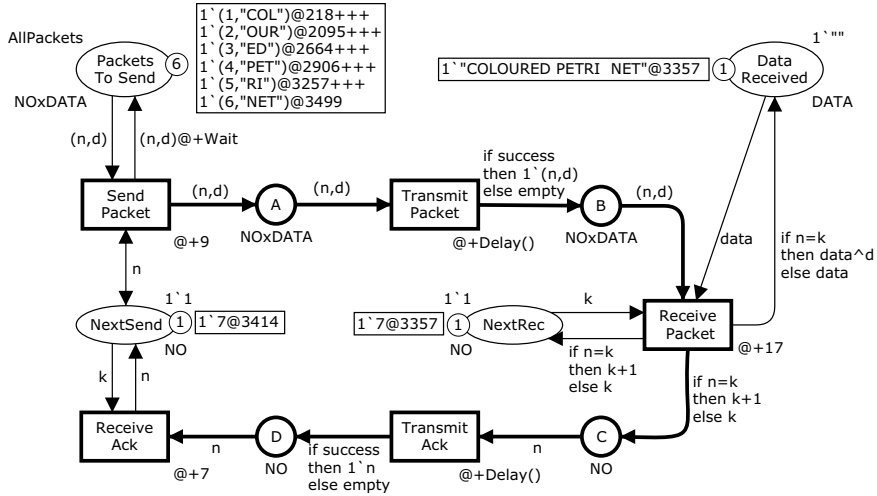 AllPackets
Packets
To Send
6
1`(1,"COL")@218+++
1`(2,"OUR")@2095+++
1`(3,"ED")@2664+++
1`(4,"PET")@2906+++
1`(5,"RI")@3257+++
1`(6,"NET")@3499
NOxDATA
1`""
1`"COLOURED PETRI NET"@3357
1
Data
Received
DATA
(n,d)
(n,d)@+Wait
Send
Packet
@+9
(n,d)
A
NOxDATA
(n,d)
Transmit
Packet
@+Delay()
if success
then 1`(n,d)
else empty
B
NOxDATA
(n,d)
data
if n=k
then data^d
else data
n
1`1
NextSend
1
1`7@3414
NO
1`1
1`7@3357
1
NextRec
NO
k
if n=k
then k+1
else k
Receive
Packet
@+17
if n=k
then k+1
else k
k
n
Receive
Ack
@+7
n
D
NO
if success
then 1`n
else empty
Transmit
Ack
@+Delay()
n
C
NO